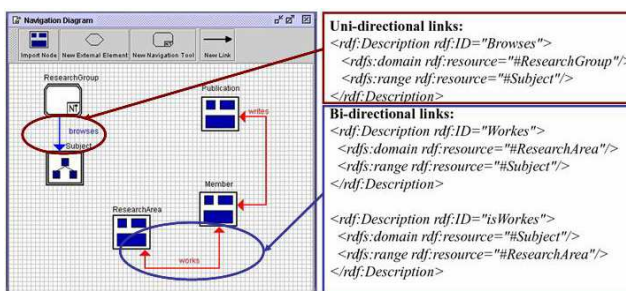 Navigation Diagram
Import Node
New External Element
New Navigation Tool
New Link
ResearchGroup
NT
browses
Subject
Publication
writes
Member
ResearchArea
works
Uni-directional links:
<rdf:Description rdf:ID="Browses">
<rdfs:domain rdf:resource="#ResearchGroup"/>
<rdfs:range rdf:resource="#Subject"/>
</rdf:Description>
Bi-directional links:
<rdf:Description rdf:ID="Workes">
<rdfs:domain rdf:resource="#ResearchArea"/>
<rdfs:range rdf:resource="#Subject"/>
</rdf:Description>
<rdf:Description rdf:ID="isWorkes">
<rdfs:domain rdf:resource="#Subject"/>
<rdfs:range rdf:resource="#ResearchArea"/>
</rdf:Description>